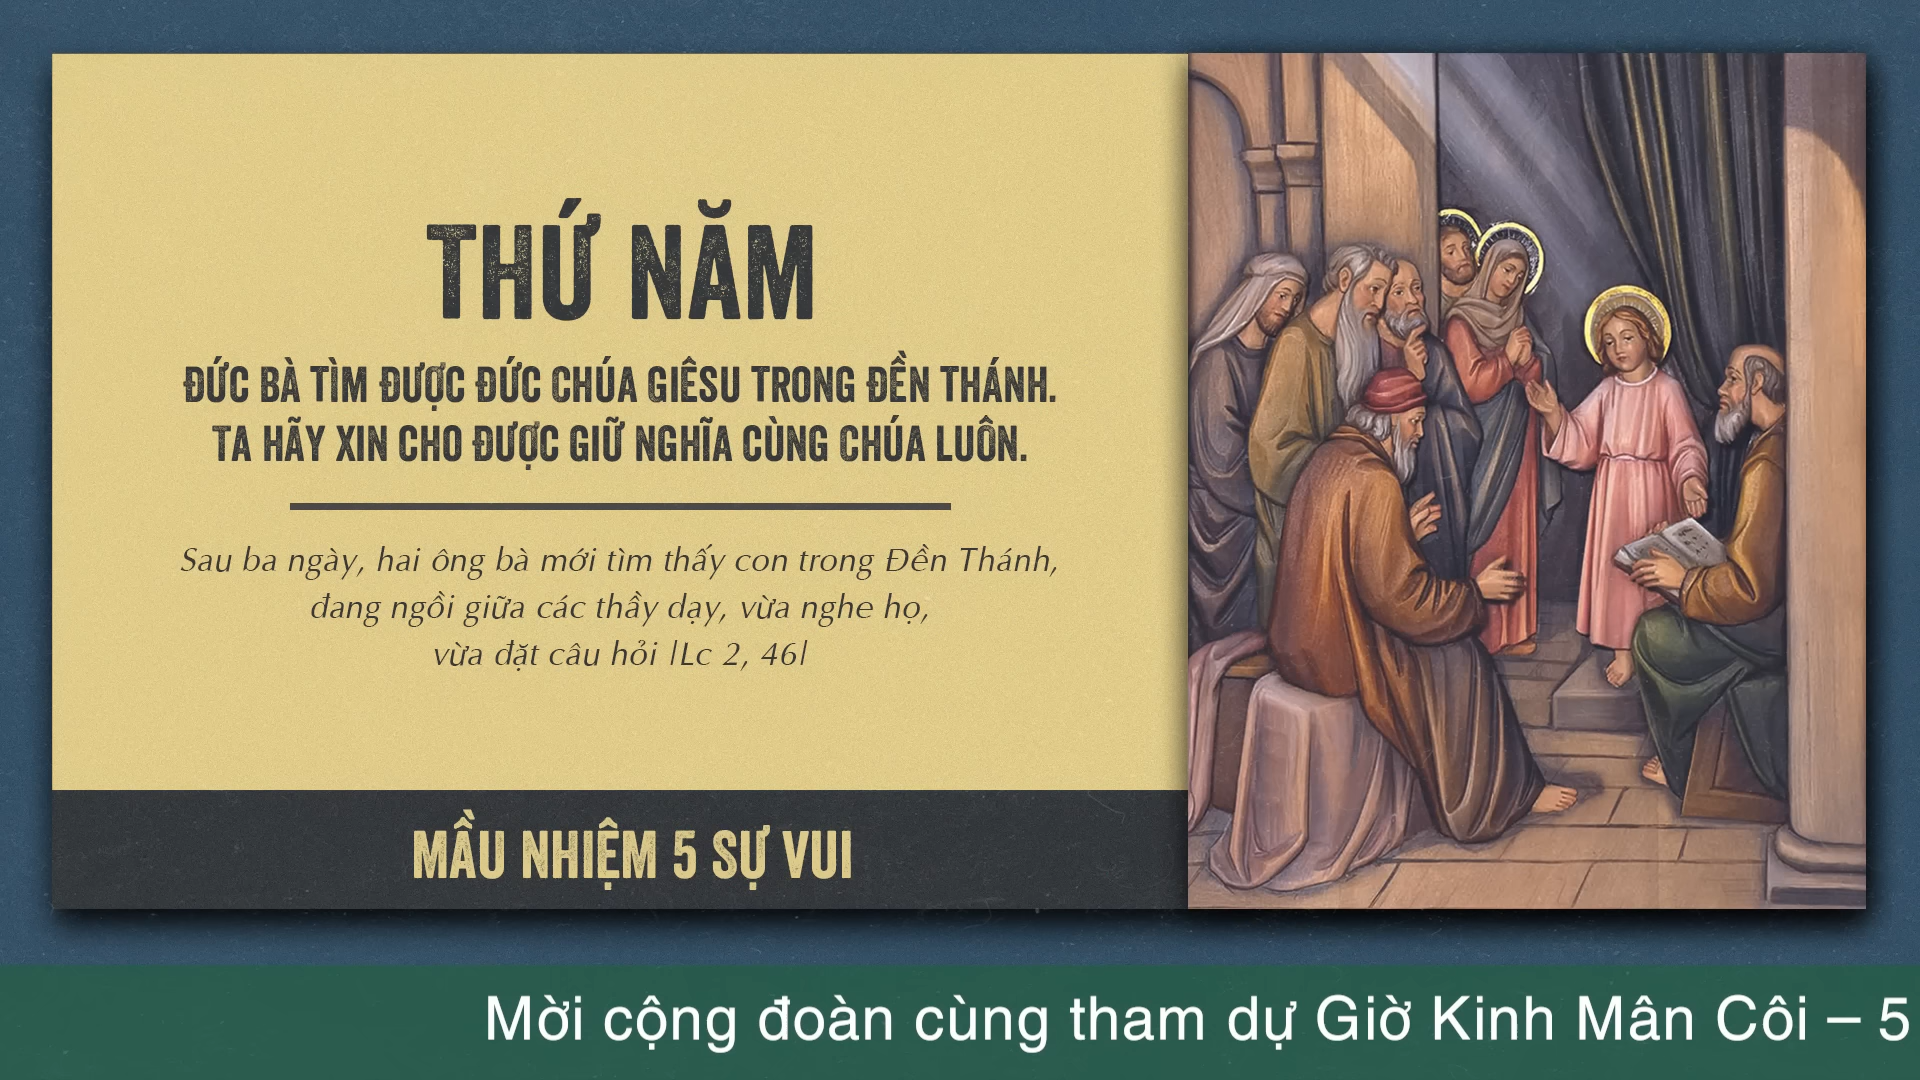 THỨ NĂM
ĐỨC BÀ TÌM ĐƯỢC ĐỨC CHÚA GIÊSU TRONG ĐỀN THÁNH.
TA HÃY XIN CHO ĐƯỢC GIỮ NGHĨA CÙNG CHÚA LUÔN.
Sau ba ngày, hai ông bà mới tìm thấy con trong Đền Thánh,
đang ngồi giữa các thầy dạy, vừa nghe họ,
vừa đặt câu hỏi |Lc 2, 46|
MẦU NHIỆM 5 SỰ VUI
Mời cộng đoàn cùng tham dự Giờ Kinh Mân Côi – 5